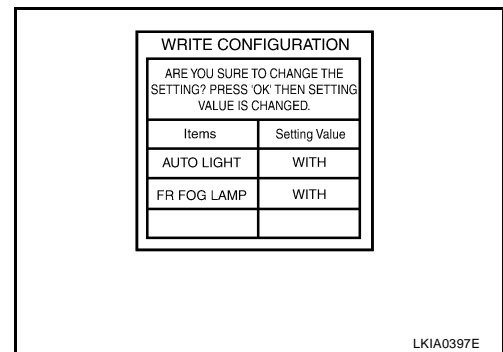 WRITE CONFIGURATION
ARE YOU SURE TO CHANGE THE
SETTING? PRESS 'OK' THEN SETTING
VALUE IS CHANGED.
Items Setting Value
AUTO LIGHT WITH
FR FOG LAMP WITH
LKIA0397E